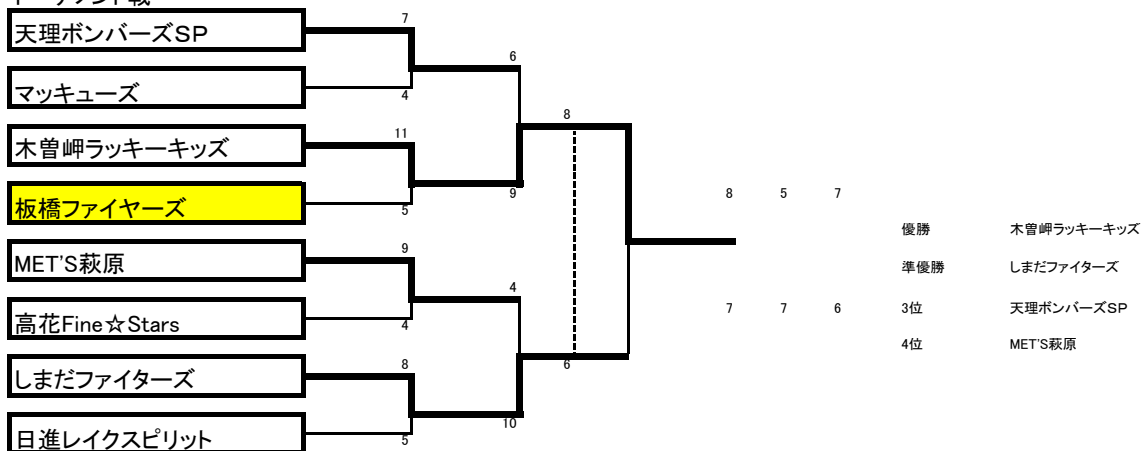 トーナメント戦
天理ボンバーズSP
7
6
マッキューズ
4
8
木曽岬ラッキーキッズ
11
板橋ファイヤーズ
5
9
8 5 7
優勝 木曽岬ラッキーキッズ
MET'S萩原
9
4
準優勝 しまだファイターズ
高花Fine☆Stars
4
7 7 6
3位 天理ボンバーズSP
4位 MET'S萩原
しまだファイターズ
8
6
日進レイクスピリット
5
10